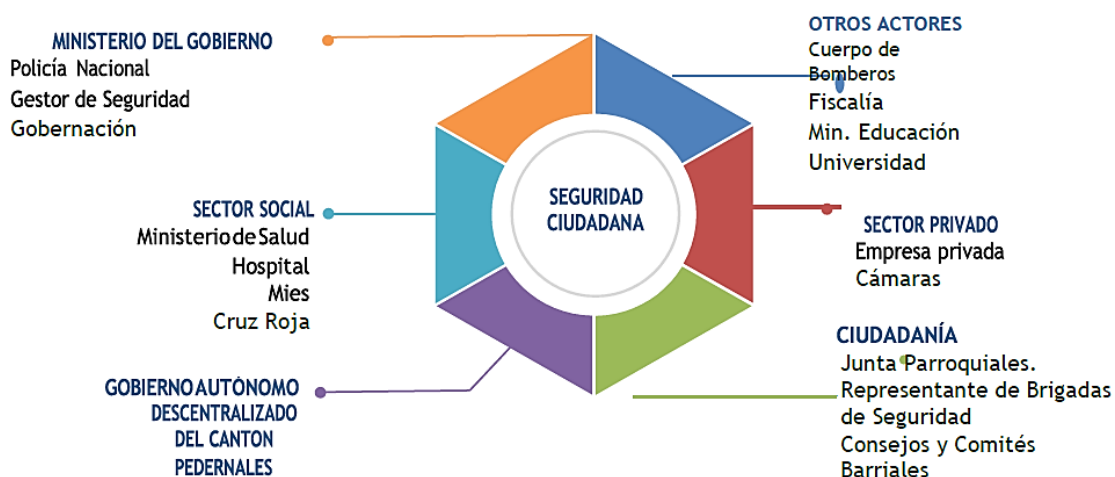 MINISTERIO DEL GOBIERNO
Policía Nacional
Gestor de Seguridad
Gobernación
SECTOR SOCIAL
Ministerio de Salud
Hospital
Mies
Cruz Roja
GOBIERNO AUTÓNOMO
DESCENTRALIZADO
DEL CANTON
PEDERNALES
SEGURIDAD
CIUDADANA
OTROS ACTORES
Cuerpo de
Bomberos
Fiscalía
Min. Educación
Universidad
SECTOR PRIVADO
Empresa privada
Cámaras
CIUDADANÍA
Junta Parroquiales.
Representante de Brigadas
de Seguridad
Consejos y Comités
Barriales